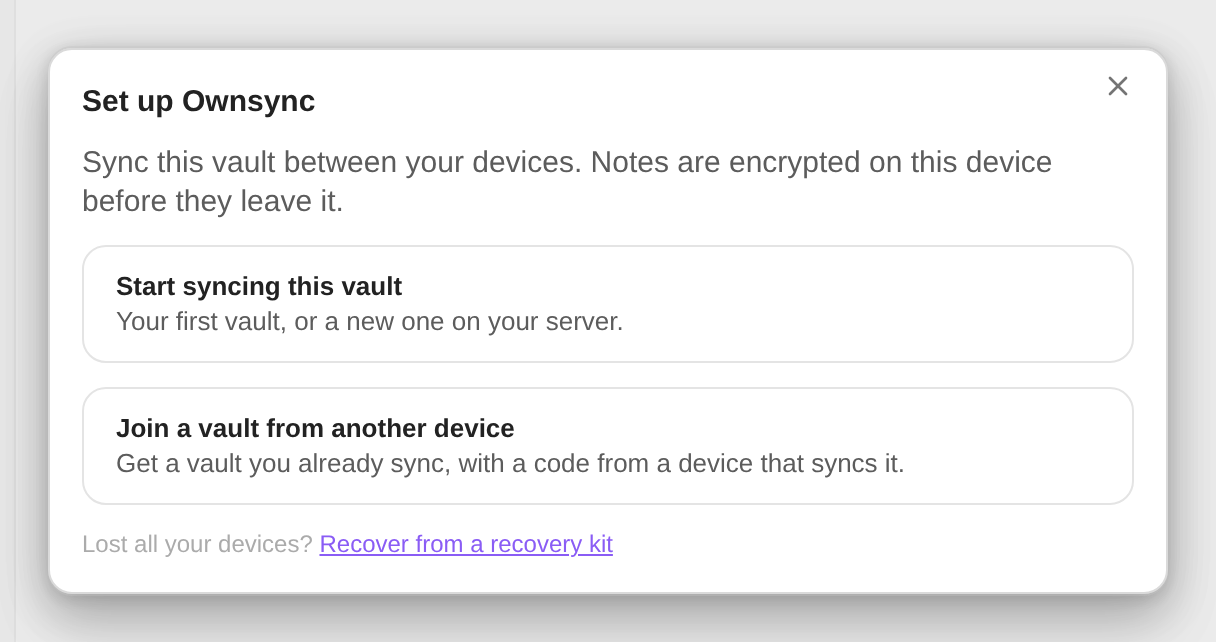 Set up Ownsync
Sync this vault between your devices. Notes are encrypted on this device
before they leave it.
Start syncing this vault
Your first vault, or a new one on your server.
Join a vault from another device
Get a vault you already sync, with a code from a device that syncs it.
Lost all your devices? Recover from a recovery kit